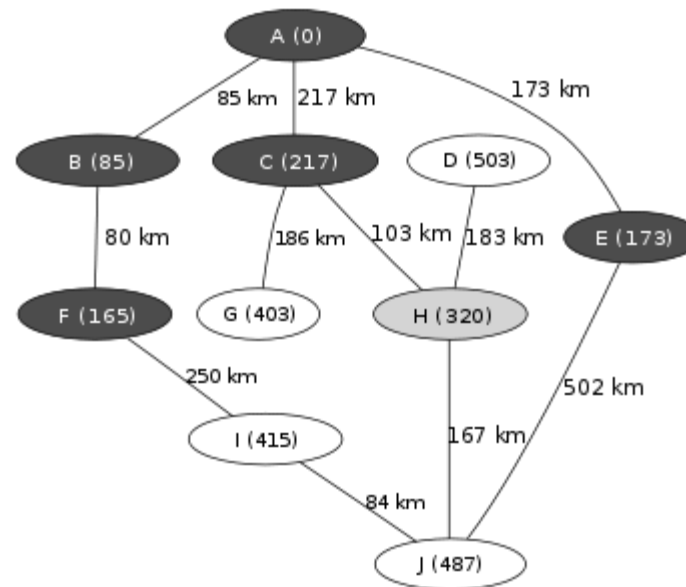 A (0)
85 km
217 km
173 km
B (85)
C (217)
D (503)
80 km
186 km
103 km
183 km
E (173)
F (165)
G (403)
H (320)
250 km
502 km
I (415)
167 km
84 km
J (487)